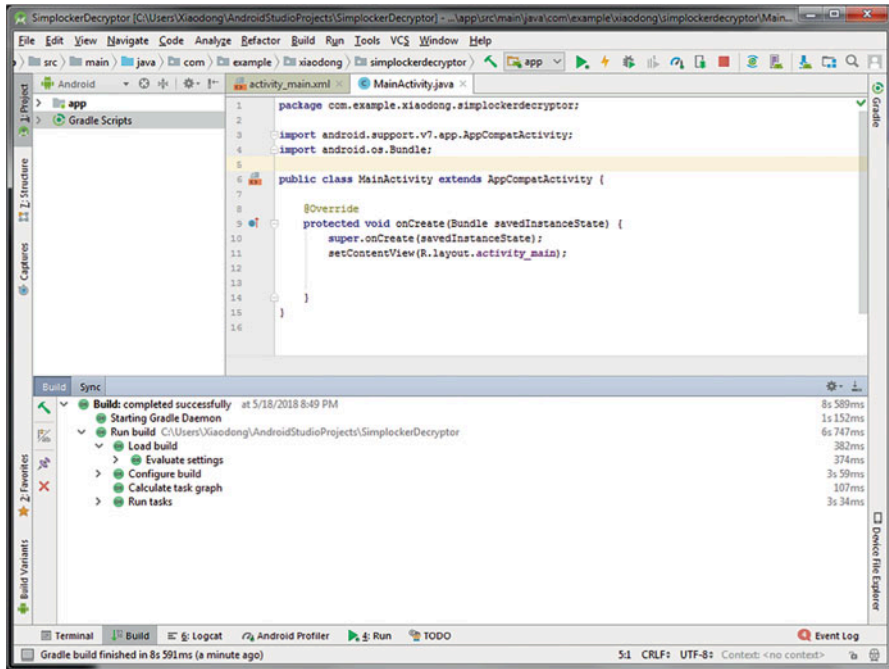 SimplockerDecryptor [C:\Users\Xiaodong\AndroidStudioProjects\SimplockerDecryptor] - ...\app\src\main\java\com\example\xiaodong\simplockerdecryptor\Main...
File Edit View Navigate Code Analyze Refactor Build Run Tools VCS Window Help
src main java com example xiaodong simplockerdecryptor app
Android
activity_main.xml × MainActivity.java ×
1: Project
Z: Structure
Captures
2: Favorites
Build Variants
app
Gradle Scripts
1 package com.example.xiaodong.simplockerdecryptor;
2
3 import android.support.v7.app.AppCompatActivity;
4 import android.os.Bundle;
5
6 public class MainActivity extends AppCompatActivity {
7
8 @Override
9 protected void onCreate(Bundle savedInstanceState) {
10 super.onCreate(savedInstanceState);
11 setContentView(R.layout.activity_main);
12
13
14 }
15 }
16
Gradle
Device File Explorer
Build Sync
Build: completed successfully at 5/18/2018 8:49 PM 8s 589ms
Starting Gradle Daemon 1s 152ms
Run build C:\Users\Xiaodong\AndroidStudioProjects\SimplockerDecryptor 6s 747ms
Load build 382ms
Evaluate settings 374ms
Configure build 3s 59ms
Calculate task graph 107ms
Run tasks 3s 34ms
Terminal Build 6: Logcat Android Profiler 4: Run TODO Event Log
Gradle build finished in 8s 591ms (a minute ago) 5:1 CRLF÷ UTF-8÷ Context: <no context>